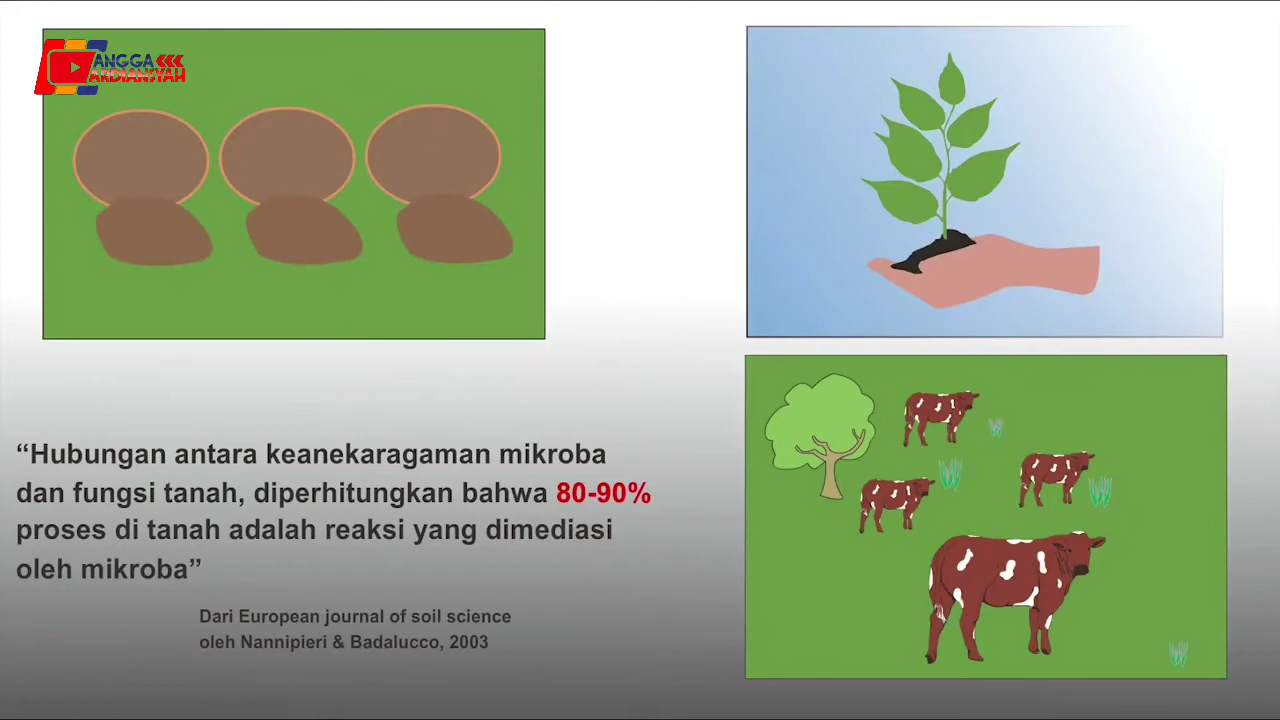 ANGGA
ARDIANSYAH
“Hubungan antara keanekaragaman mikroba
dan fungsi tanah, diperhitungkan bahwa 80-90%
proses di tanah adalah reaksi yang dimediasi
oleh mikroba”
Dari European journal of soil science
oleh Nannipieri & Badalucco, 2003